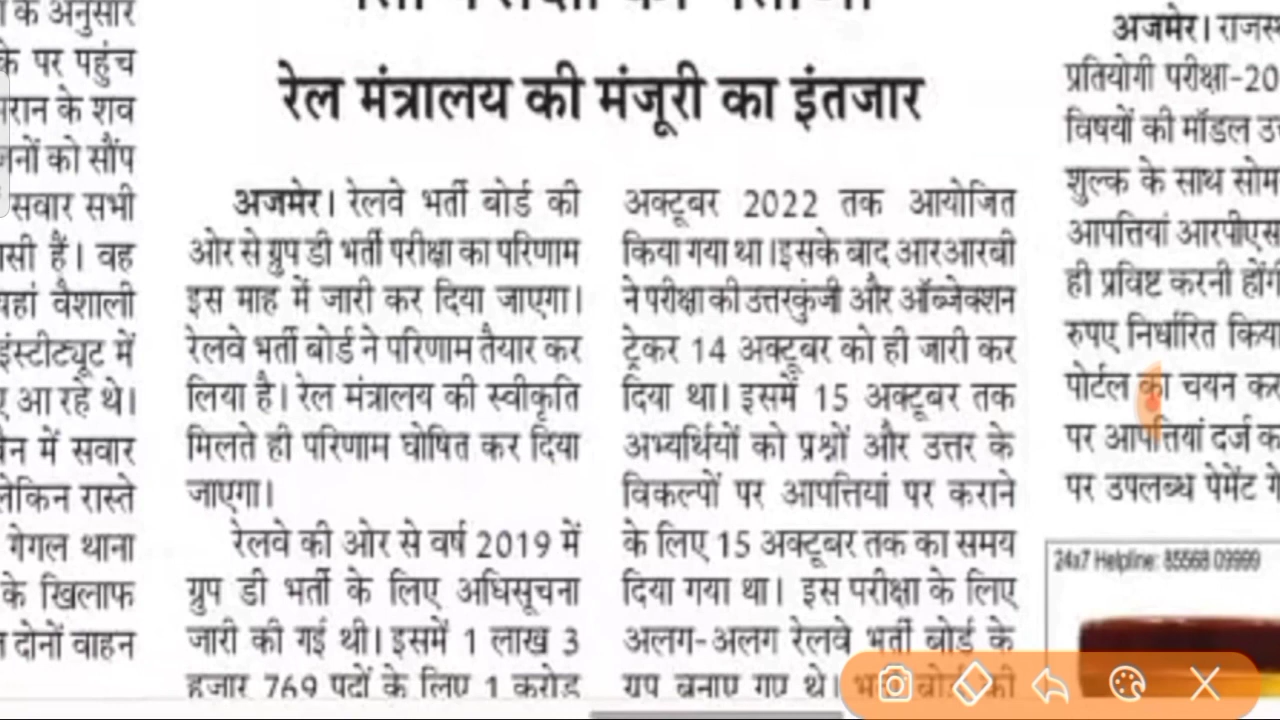 रेल मंत्रालय की मंजूरी का इंतजार
के अनुसार
के पर पहुंच
के शव
को सौंप
सवार सभी
हैं। वह
वैशाली
इंस्टीट्यूट में
आ रहे थे।
में सवार
लेकिन रास्ते
गेगल थाना
के खिलाफ
दोनों वाहन
अजमेर। रेलवे भर्ती बोर्ड की
ओर से ग्रुप डी भर्ती परीक्षा का परिणाम
इस माह में जारी कर दिया जाएगा।
रेलवे भर्ती बोर्ड ने परिणाम तैयार कर
लिया है। रेल मंत्रालय की स्वीकृति
मिलते ही परिणाम घोषित कर दिया
जाएगा।
रेलवे की ओर से वर्ष 2019 में
ग्रुप डी भर्ती के लिए अधिसूचना
जारी की गई थी। इसमें 1 लाख 3
हजार 769 पदों के लिए 1 करोड़
अक्टूबर 2022 तक आयोजित
किया गया था।इसके बाद आरआरबी
ने परीक्षा की उत्तरकुंजी और ऑब्जेक्शन
ट्रेकर 14 अक्टूबर को ही जारी कर
दिया था। इसमें 15 अक्टूबर तक
अभ्यर्थियों को प्रश्नों और उत्तर के
विकल्पों पर आपत्तियां पर कराने
के लिए 15 अक्टूबर तक का समय
दिया गया था। इस परीक्षा के लिए
अलग-अलग रेलवे भर्ती बोर्ड के
ग्रुप बनाए गए थे। भर्ती बोर्ड की
अजमेर।
प्रतियोगी परीक्षा-20
विषयों की मॉडल
शुल्क के साथ
आपत्तियां
ही प्रविष्ट करनी
रुपए निर्धारित
पोर्टल का चयन
पर आपत्तियां दर्ज
पर उपलब्ध पेमेंट
24x7 Helpline: 85568 09999